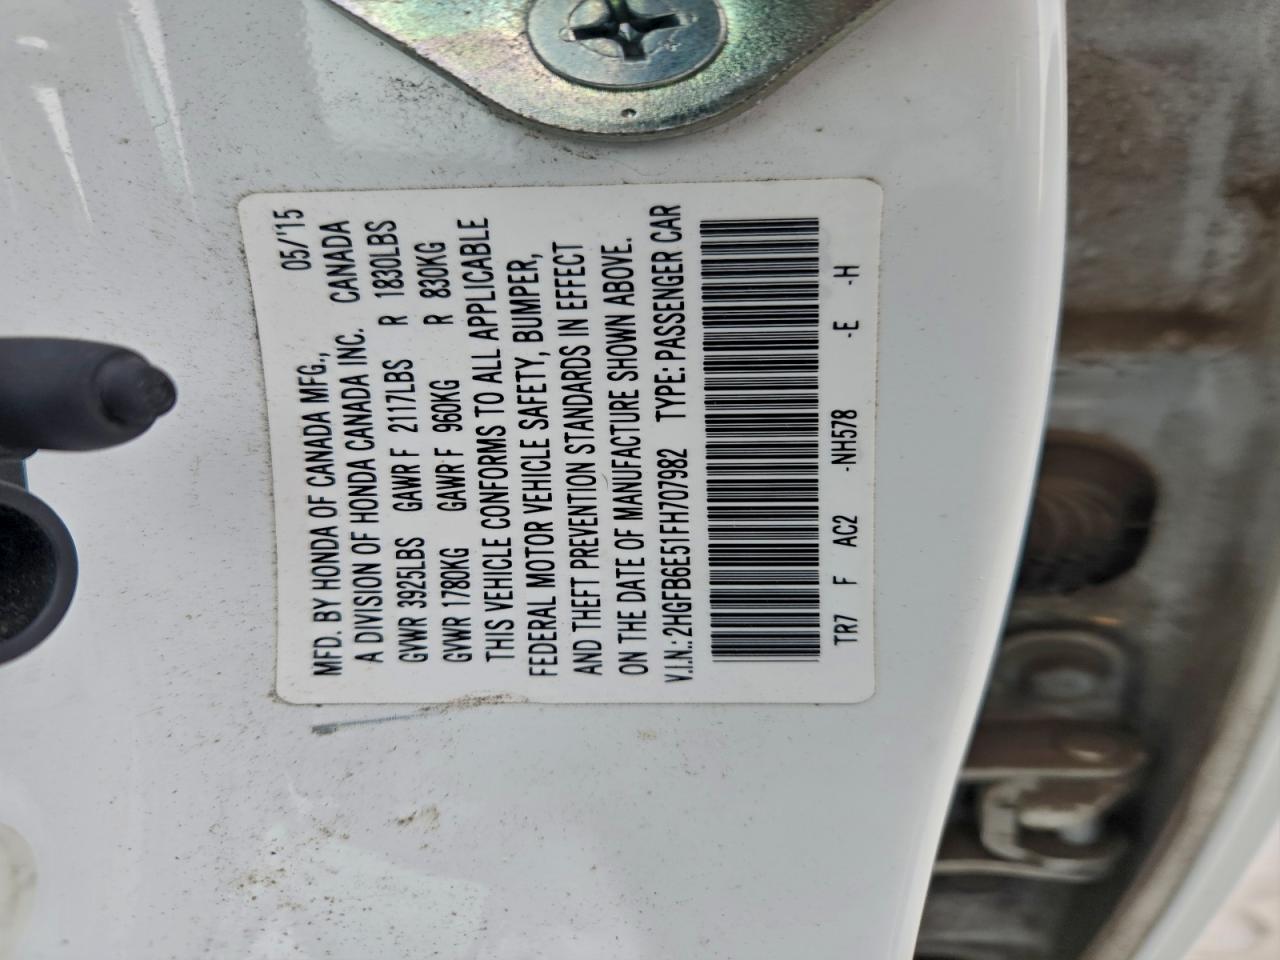 MFD. BY HONDA OF CANADA MFG., 05/'15
A DIVISION OF HONDA CANADA INC. CANADA
GVWR 3925LBS GAWR F 2117LBS R 1830LBS
GVWR 1780KG GAWR F 960KG R 830KG
THIS VEHICLE CONFORMS TO ALL APPLICABLE
FEDERAL MOTOR VEHICLE SAFETY, BUMPER,
AND THEFT PREVENTION STANDARDS IN EFFECT
ON THE DATE OF MANUFACTURE SHOWN ABOVE.
V.I.N.: 2HGFB6E51FH707982 TYPE: PASSENGER CAR
TR7 F AC2 -NH578 -E -H